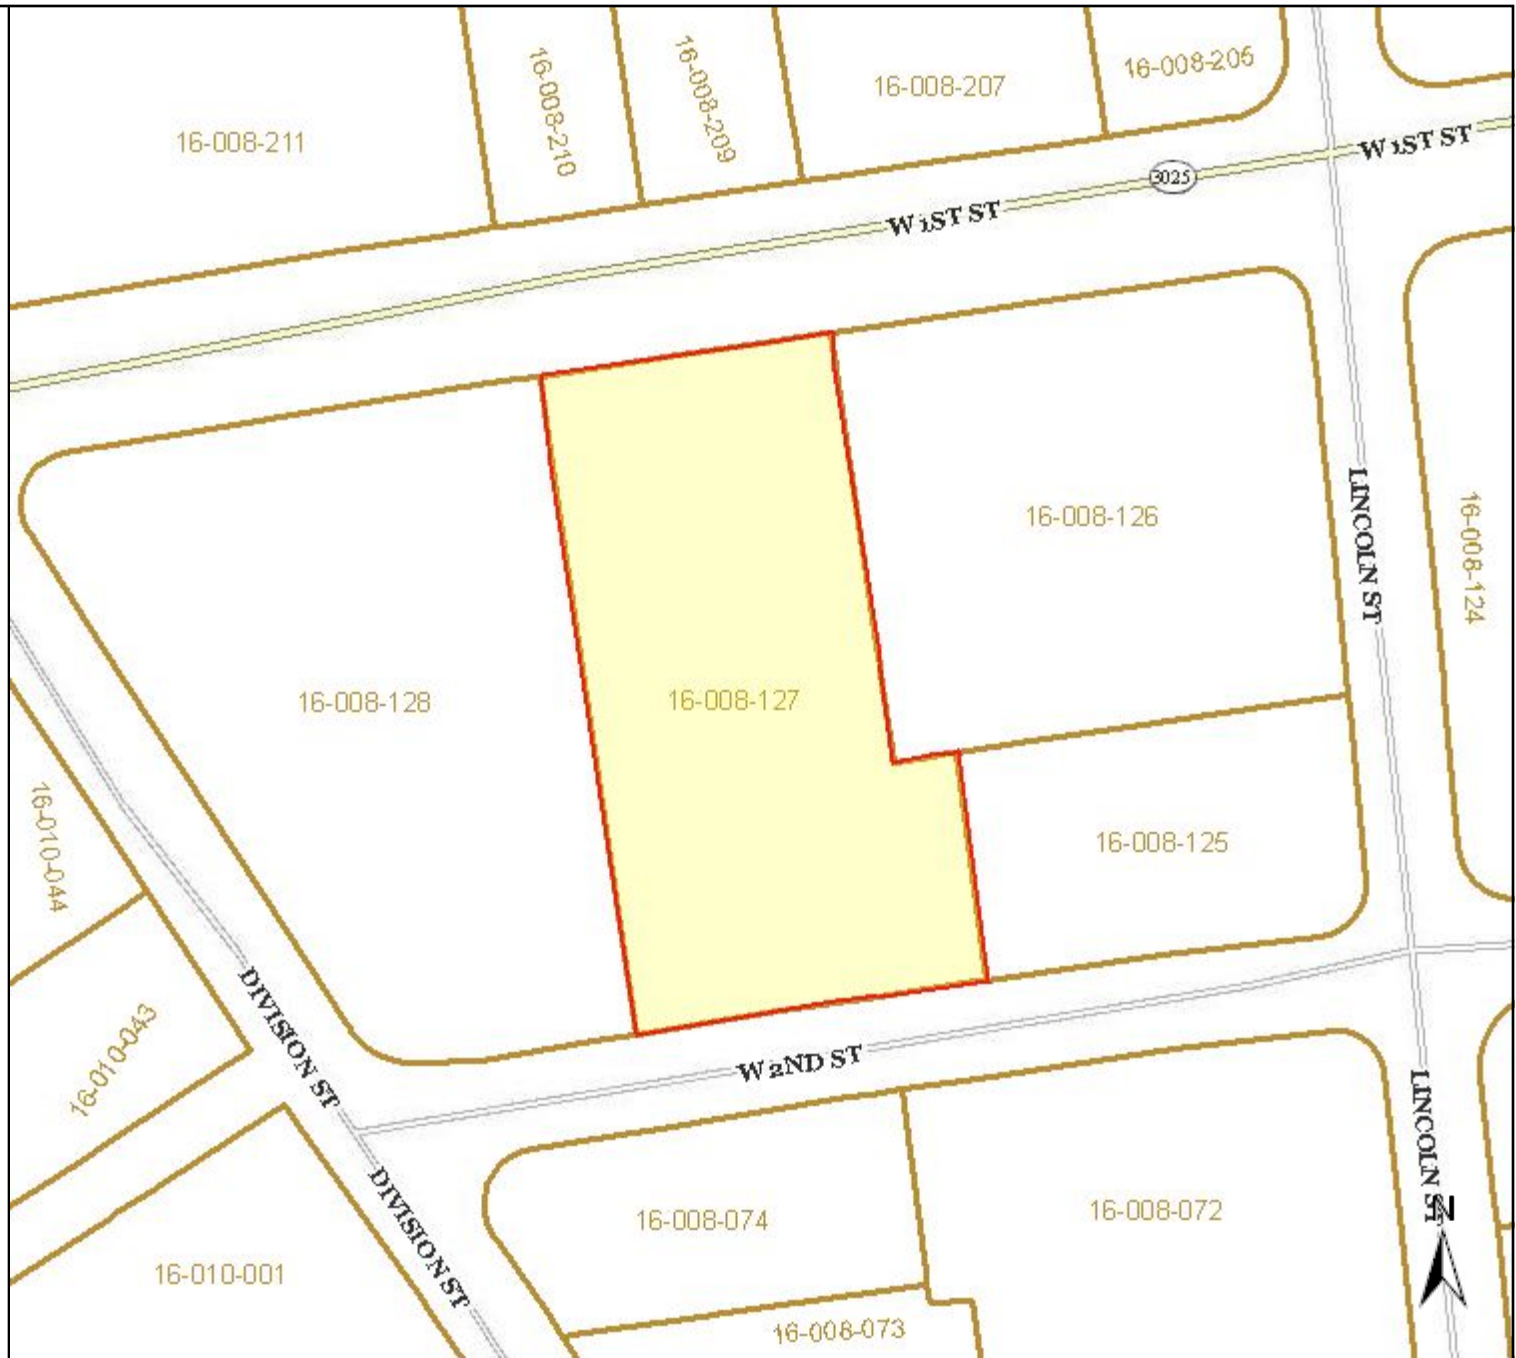 16-008-211
16-008-210
16-008-209
16-008-207
16-008-205
W 1ST ST
3025
W 1ST ST
16-008-128
16-008-127
16-008-126
LINCOLN ST
16-008-124
16-008-125
16-010-044
16-010-043
DIVISION ST
W 2ND ST
DIVISION ST
16-010-001
16-008-074
16-008-072
16-008-073
LINCOLN ST
N